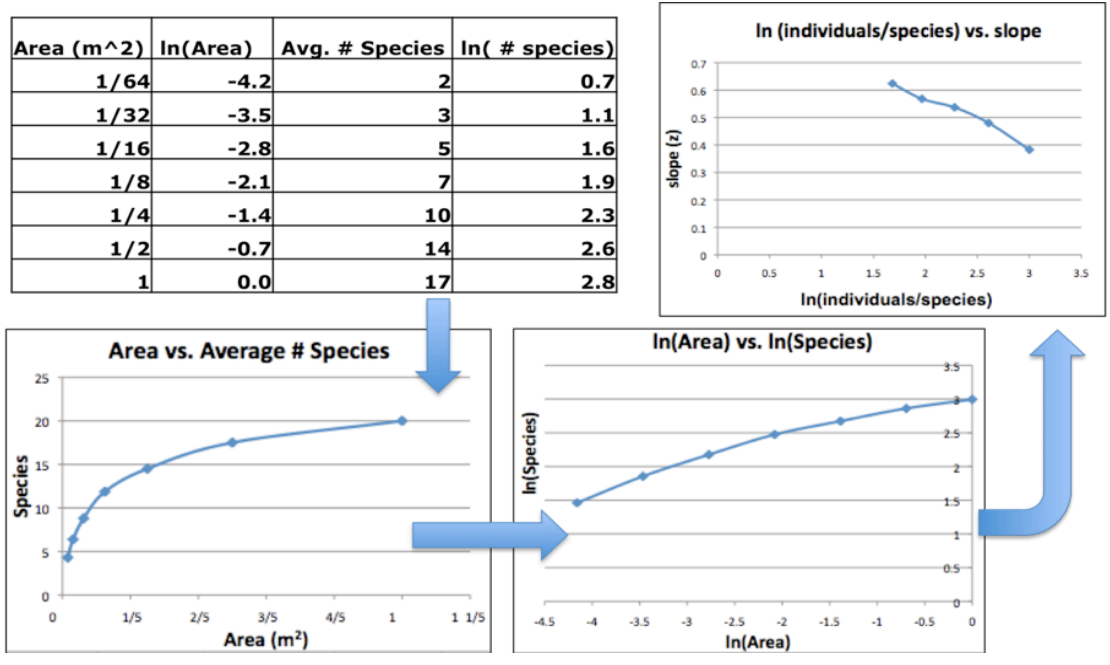 Area (m^2) ln(Area) Avg. # Species ln( # species)
1/64 -4.2 2 0.7
1/32 -3.5 3 1.1
1/16 -2.8 5 1.6
1/8 -2.1 7 1.9
1/4 -1.4 10 2.3
1/2 -0.7 14 2.6
1 0.0 17 2.8
ln (individuals/species) vs. slope
slope (z)
0.7
0.6
0.5
0.4
0.3
0.2
0.1
0
0 0.5 1 1.5 2 2.5 3 3.5
ln(individuals/species)
Area vs. Average # Species
Species
25
20
15
10
5
0
0 1/5 2/5 3/5 4/5 1 1 1/5
Area (m²)
ln(Area) vs. ln(Species)
ln(Species)
3.5
3
2.5
2
1.5
1
0.5
0
-4.5 -4 -3.5 -3 -2.5 -2 -1.5 -1 -0.5 0
ln(Area)